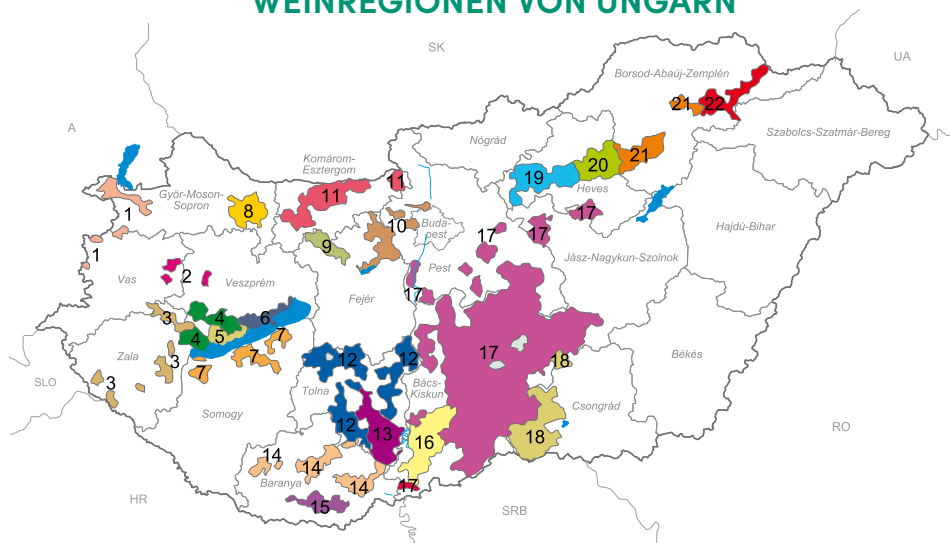 WEINREGIONEN VON UNGARN
SK
UA
A
Borsod-Abaúj-Zemplén
21
22
Szabolcs-Szatmár-Bereg
Nógrád
Komárom-
Esztergom
11
11
19
20
21
Heves
Györ-Moson-
Sopron
1
8
17
17
17
Hajdú-Bihar
10
Buda-
pest
9
1
Jász-Nagykun-Szolnok
Pest
Vas
2
Veszprém
Fejér
17
3
4
6
5
4
7
7
7
Zala
3
3
SLO
12
12
17
18
Békés
Tolna
Bács-
Kiskun
Csongrád
Somogy
12
13
16
18
RO
14
14
14
Baranya
17
15
HR
SRB